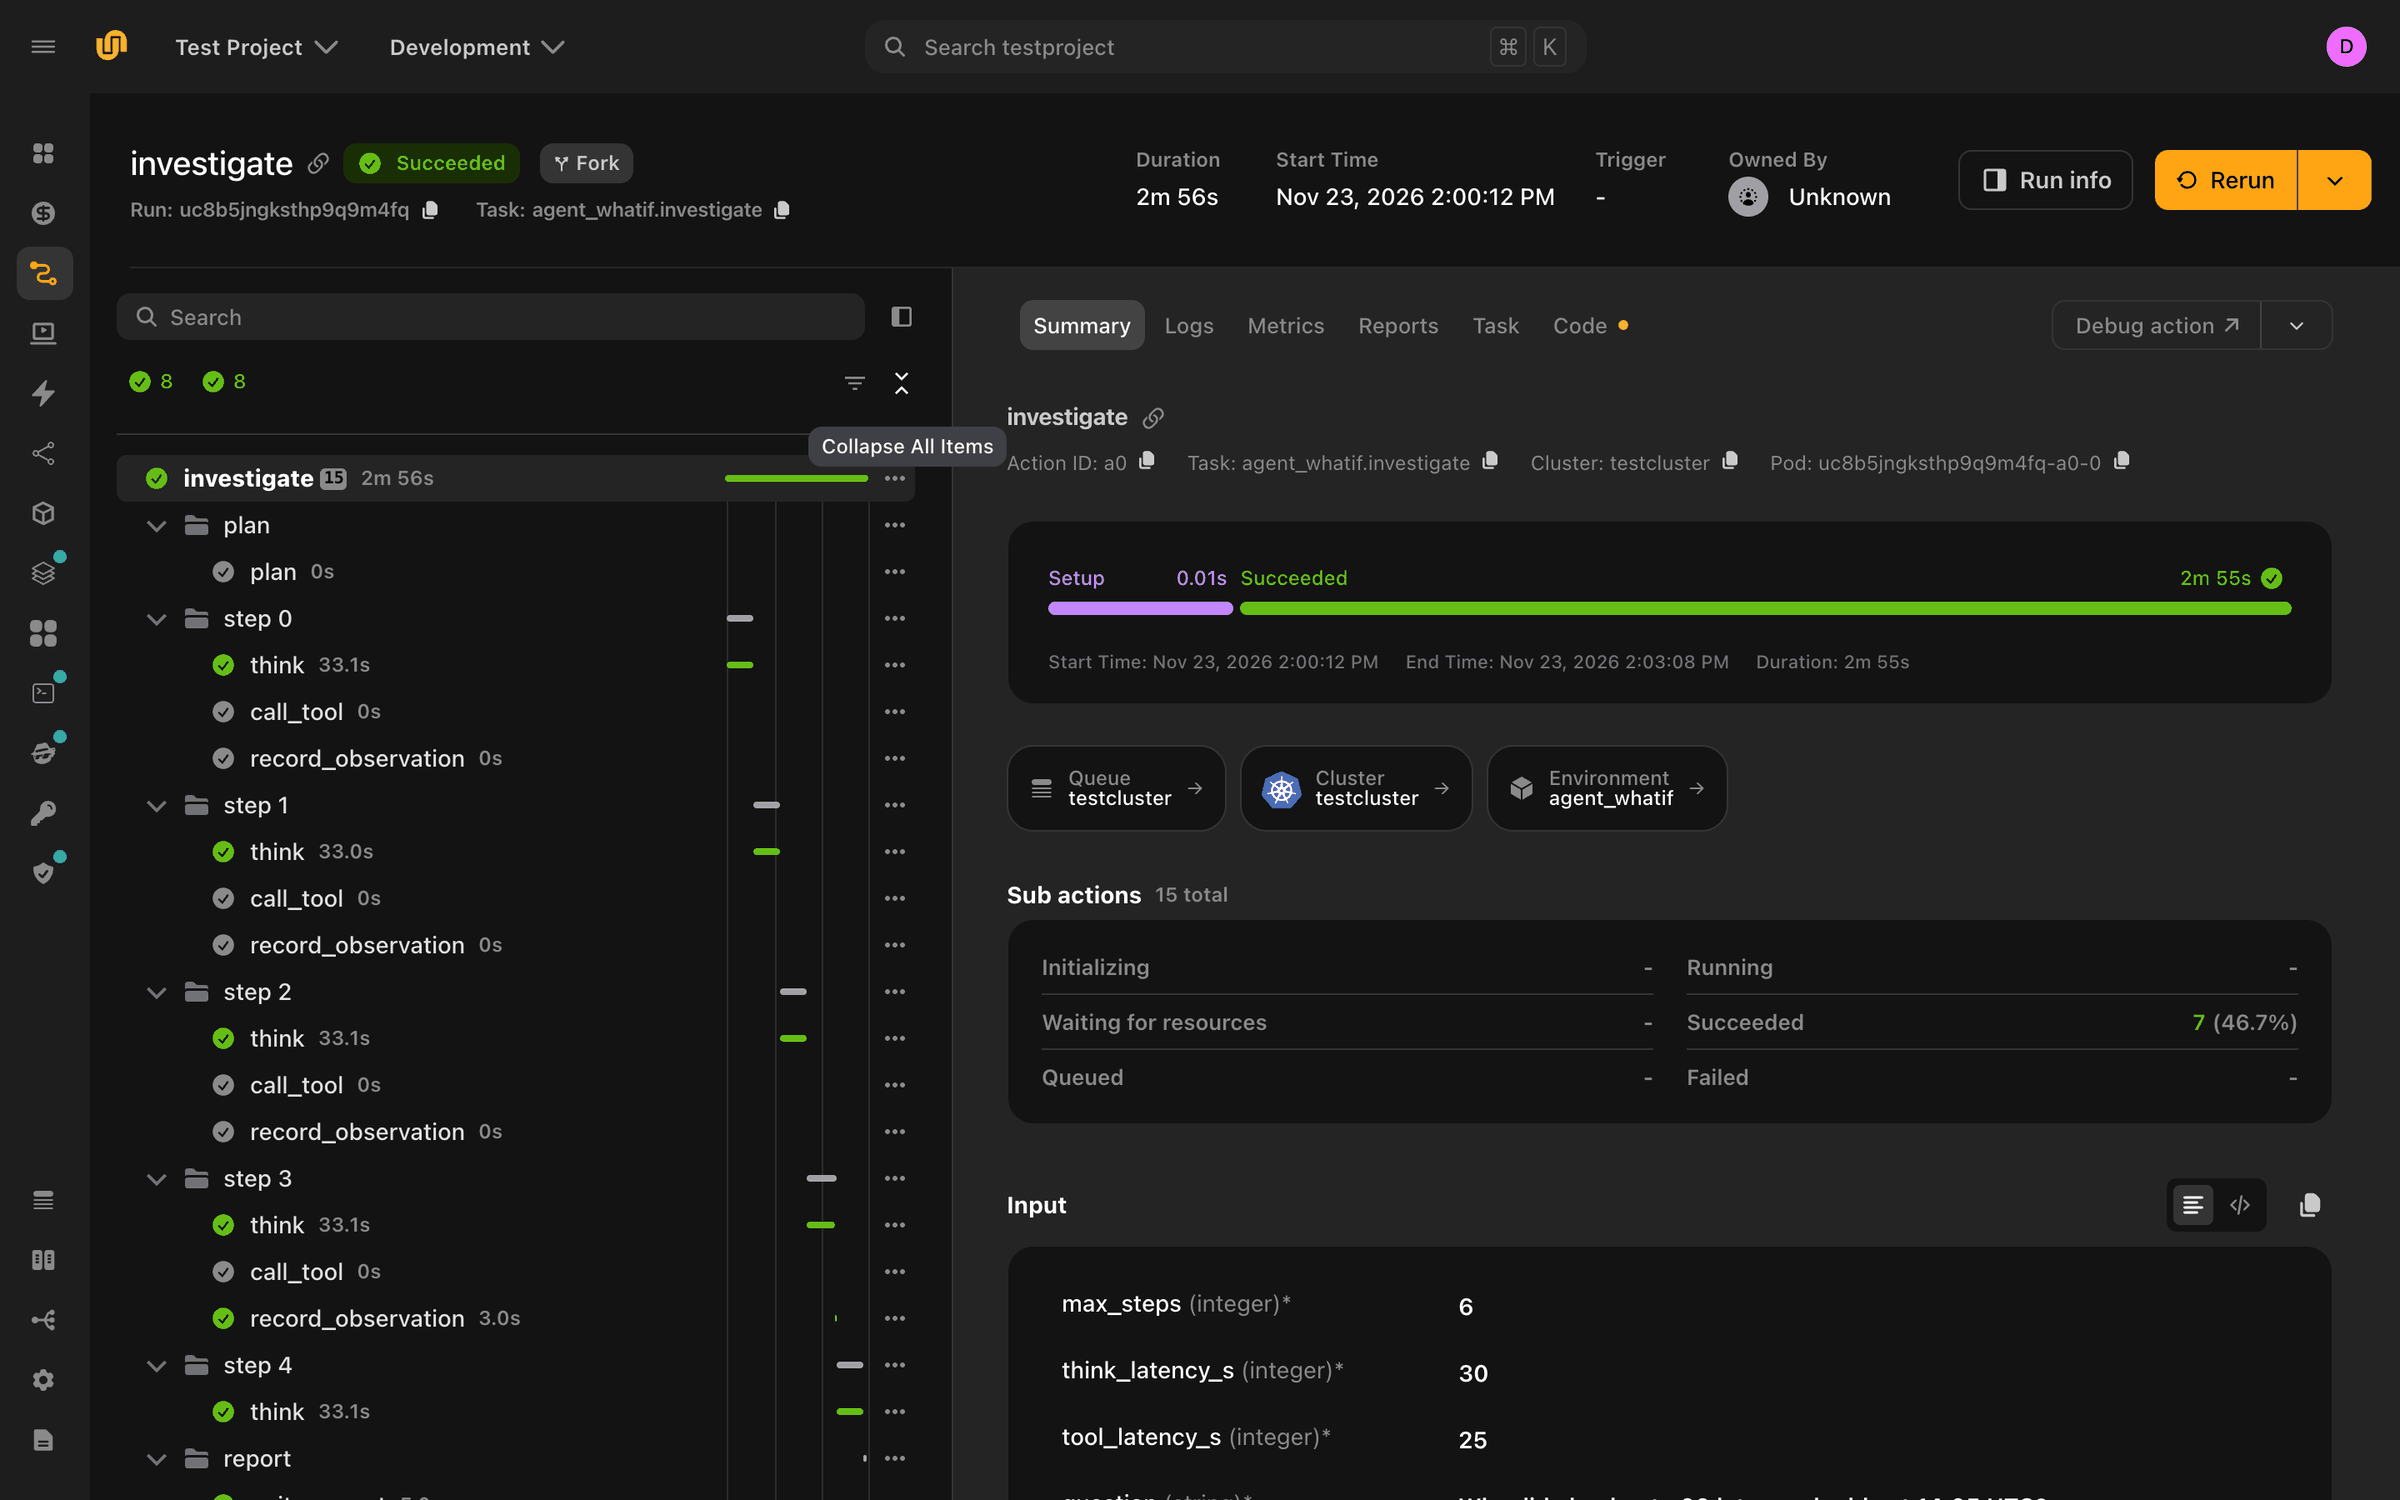 Test Project
Development
Search testproject
⌘ K
D
investigate
Succeeded
Fork
Run: uc8b5jngksthp9q9m4fq
Task: agent_whatif.investigate
Duration
2m 56s
Start Time
Nov 23, 2026 2:00:12 PM
Trigger
-
Owned By
Unknown
Run info
Rerun
Search
8 8
Collapse All Items
investigate 15 2m 56s
plan
plan 0s
step 0
think 33.1s
call_tool 0s
record_observation 0s
step 1
think 33.0s
call_tool 0s
record_observation 0s
step 2
think 33.1s
call_tool 0s
record_observation 0s
step 3
think 33.1s
call_tool 0s
record_observation 3.0s
step 4
think 33.1s
report
Summary
Logs
Metrics
Reports
Task
Code
Debug action
investigate
Action ID: a0
Task: agent_whatif.investigate
Cluster: testcluster
Pod: uc8b5jngksthp9q9m4fq-a0-0
Setup 0.01s
Succeeded 2m 55s
Start Time: Nov 23, 2026 2:00:12 PM
End Time: Nov 23, 2026 2:03:08 PM
Duration: 2m 55s
Queue
testcluster
Cluster
testcluster
Environment
agent_whatif
Sub actions 15 total
Initializing -
Running -
Waiting for resources -
Succeeded 7 (46.7%)
Queued -
Failed -
Input
max_steps (integer)* 6
think_latency_s (integer)* 30
tool_latency_s (integer)* 25